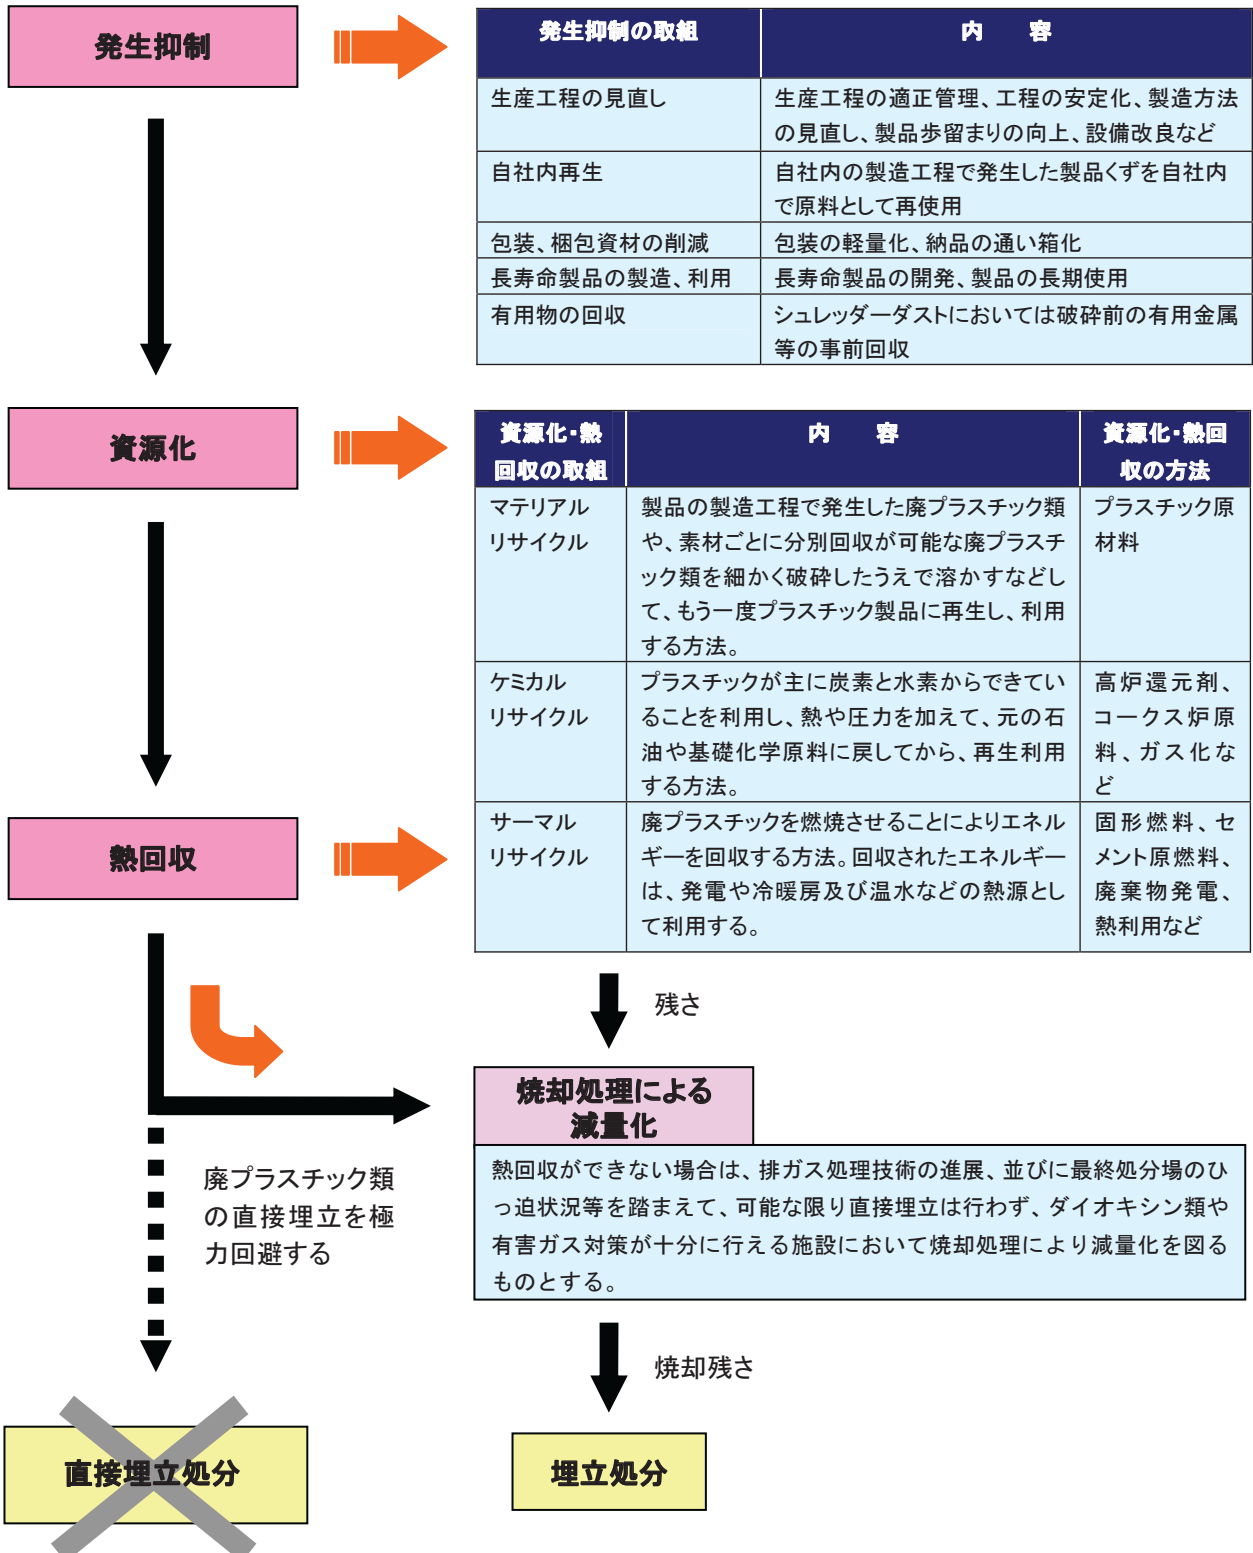 発生抑制
発生抑制の取組
内　　容
生産工程の見直し
生産工程の適正管理、工程の安定化、製造方法
の見直し、製品歩留まりの向上、設備改良など
自社内再生
自社内の製造工程で発生した製品くずを自社内
で原料として再使用
包装、梱包資材の削減
包装の軽量化、納品の通い箱化
長寿命製品の製造、利用
長寿命製品の開発、製品の長期使用
有用物の回収
シュレッダーダストにおいては破砕前の有用金属
等の事前回収
資源化
資源化・熱
回収の取組
内　　容
資源化・熱回
収の方法
マテリアル
リサイクル
製品の製造工程で発生した廃プラスチック類
や、素材ごとに分別回収が可能な廃プラスチ
ック類を細かく破砕したうえで溶かすなどし
て、もう一度プラスチック製品に再生し、利用
する方法。
プラスチック原
材料
ケミカル
リサイクル
プラスチックが主に炭素と水素からできてい
ることを利用し、熱や圧力を加えて、元の石
油や基礎化学原料に戻してから、再生利用
する方法。
高炉還元剤、
コークス炉原
料、ガス化な
ど
熱回収
サーマル
リサイクル
廃プラスチックを燃焼させることによりエネル
ギーを回収する方法。回収されたエネルギー
は、発電や冷暖房及び温水などの熱源とし
て利用する。
固形燃料、セ
メント原燃料、
廃棄物発電、
熱利用など
残さ
焼却処理による
減量化
熱回収ができない場合は、排ガス処理技術の進展、並びに最終処分場のひ
っ迫状況等を踏まえて、可能な限り直接埋立は行わず、ダイオキシン類や
有害ガス対策が十分に行える施設において焼却処理により減量化を図る
ものとする。
廃プラスチック類
の直接埋立を極
力回避する
焼却残さ
直接埋立処分
埋立処分